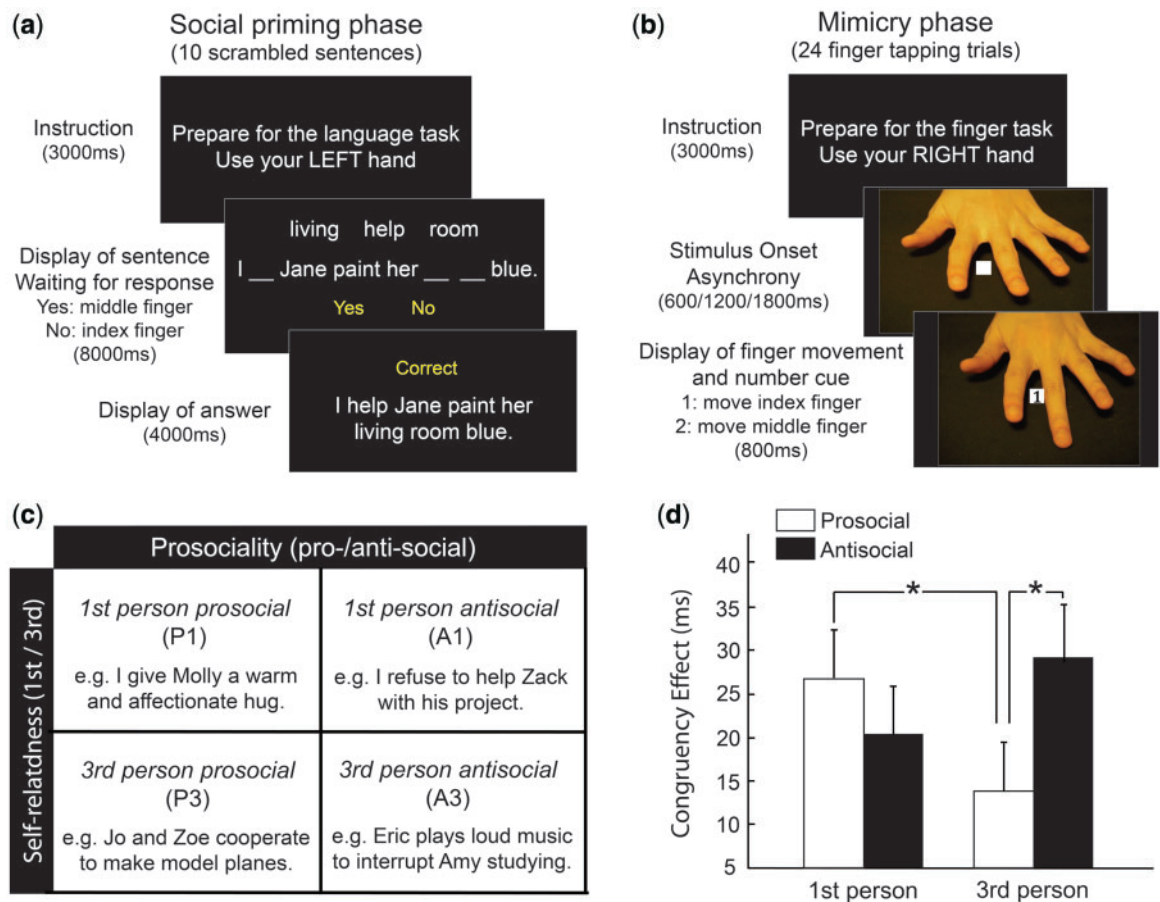 (a)
Social priming phase
(10 scrambled sentences)
Instruction
(3000ms)
Prepare for the language task
Use your LEFT hand
Display of sentence
Waiting for response
Yes: middle finger
No: index finger
(8000ms)
living help room
I __ Jane paint her __ __ blue.
Yes No
Display of answer
(4000ms)
Correct
I help Jane paint her
living room blue.
(b)
Mimicry phase
(24 finger tapping trials)
Instruction
(3000ms)
Prepare for the finger task
Use your RIGHT hand
Stimulus Onset
Asynchrony
(600/1200/1800ms)
Display of finger movement
and number cue
1: move index finger
2: move middle finger
(800ms)
1
(c)
Prosociality (pro-/anti-social)
Self-relatdness (1st / 3rd)
1st person prosocial
(P1)
e.g. I give Molly a warm
and affectionate hug.
1st person antisocial
(A1)
e.g. I refuse to help Zack
with his project.
3rd person prosocial
(P3)
e.g. Jo and Zoe cooperate
to make model planes.
3rd person antisocial
(A3)
e.g. Eric plays loud music
to interrupt Amy studying.
(d)
Prosocial
Antisocial
Congruency Effect (ms)
40
35
30
25
20
15
10
5
* *
1st person 3rd person